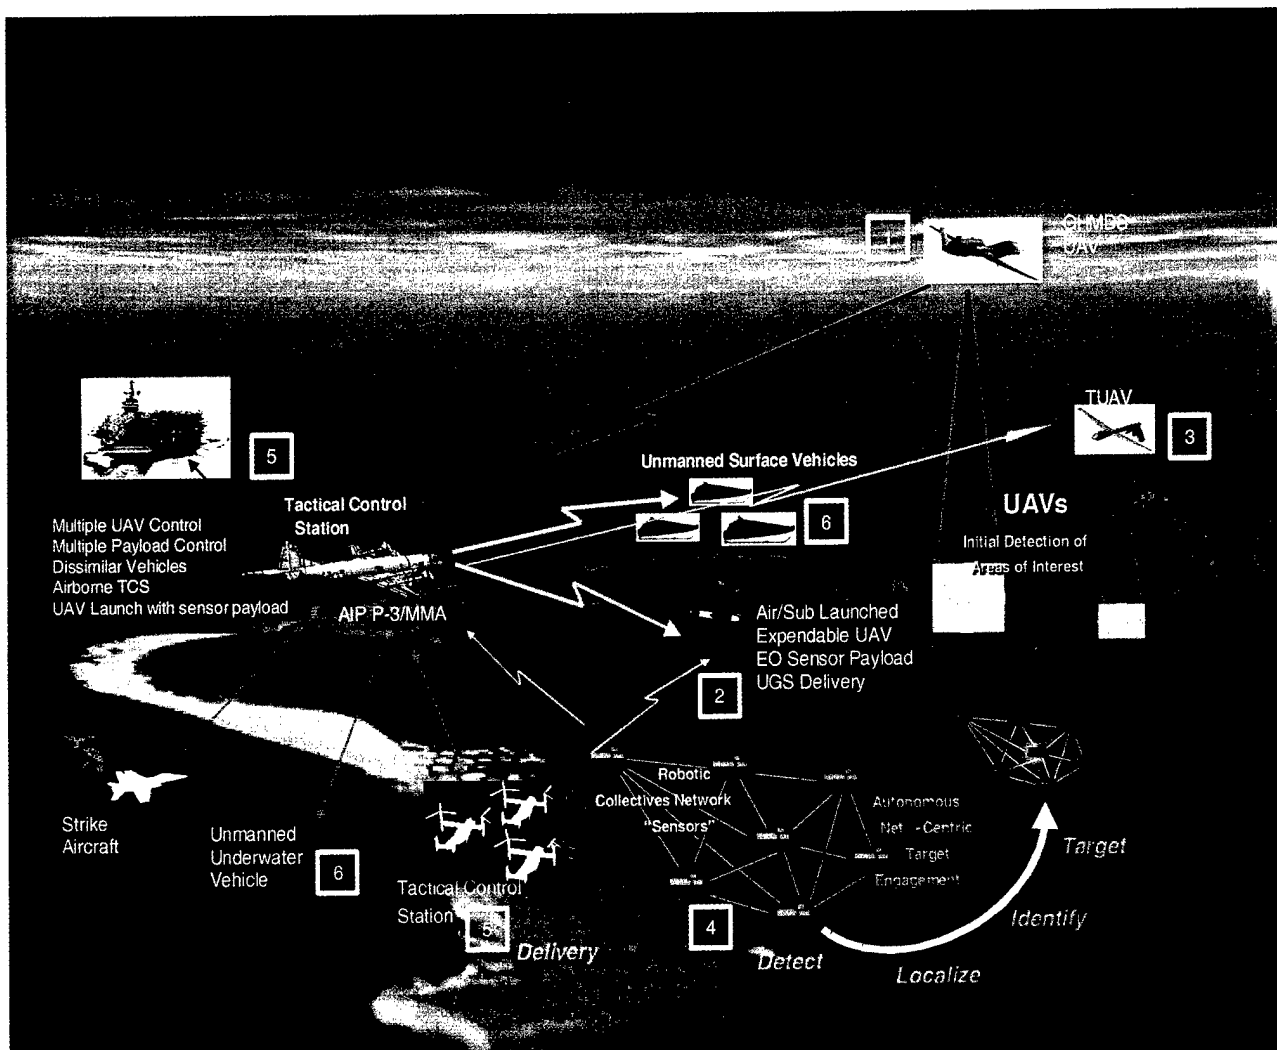 1
UAV
TUAV
3
5
Unmanned Surface Vehicles
6
UAVs
Initial Detection of
Areas of Interest
Tactical Control
Station
Multiple UAV Control
Multiple Payload Control
Dissimilar Vehicles
Airborne TCS
UAV Launch with sensor payload
AIP P-3/MMA
Air/Sub Launched
Expendable UAV
EO Sensor Payload
UGS Delivery
2
Robotic
Collectives Network
"Sensors"
Autonomous
Net -Centric
Target
Engagement
Strike
Aircraft
Unmanned
Underwater
Vehicle
6
Tactical Control
Station
5
Delivery
4
Detect
Localize
Identify
Target